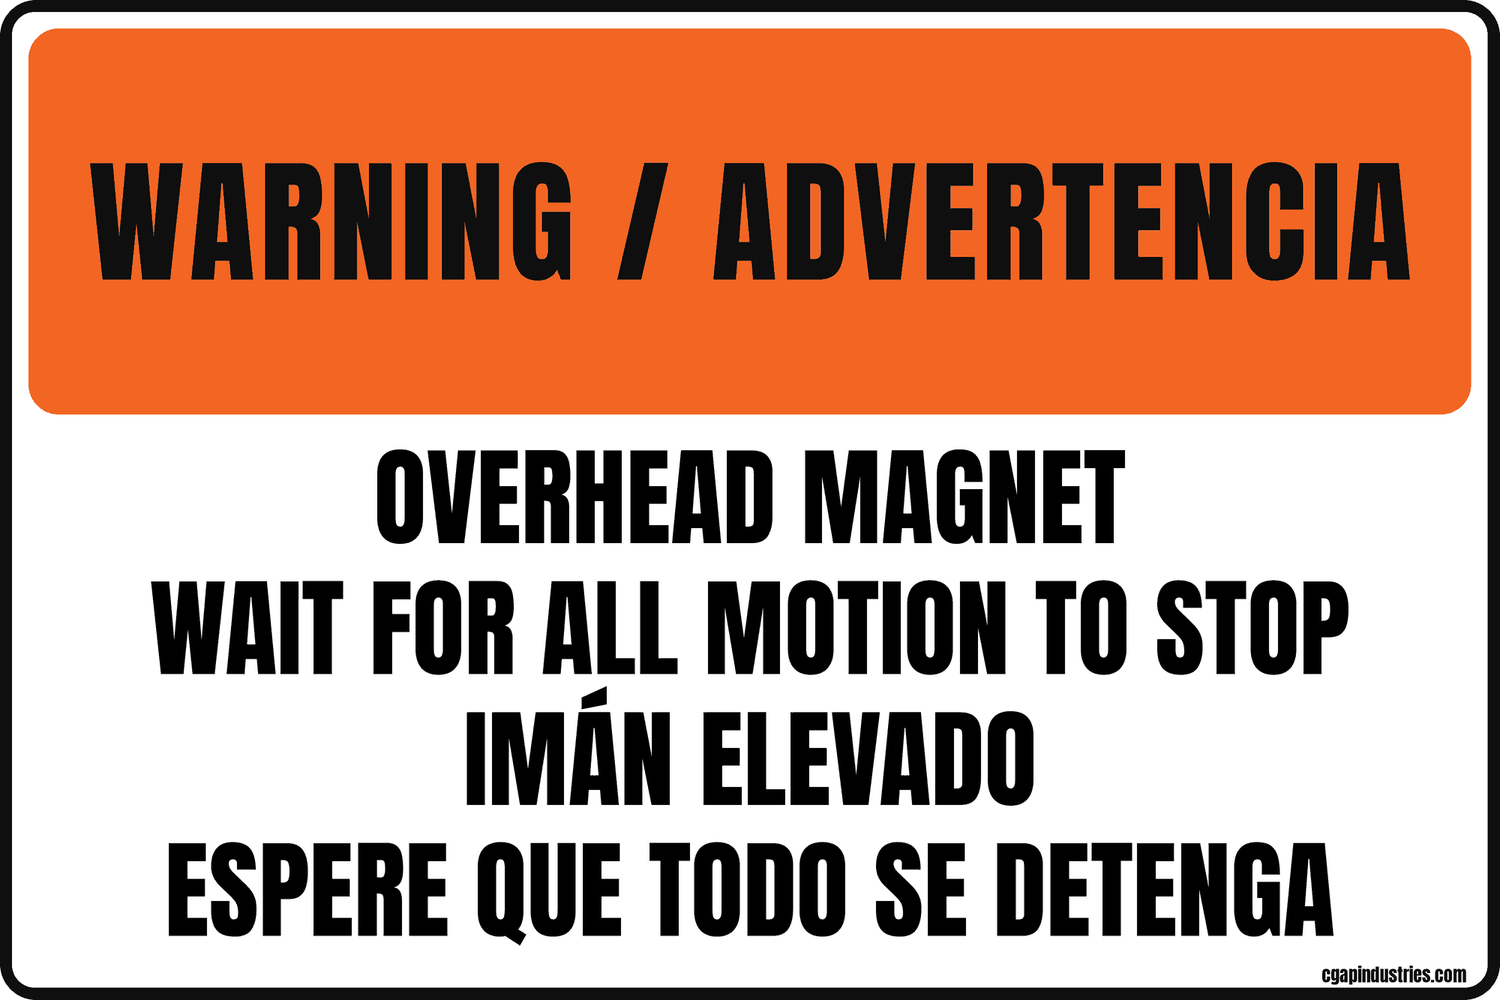 WARNING / ADVERTENCIA
OVERHEAD MAGNET
WAIT FOR ALL MOTION TO STOP
IMÁN ELEVADO
ESPERE QUE TODO SE DETENGA
cgapindustries.com